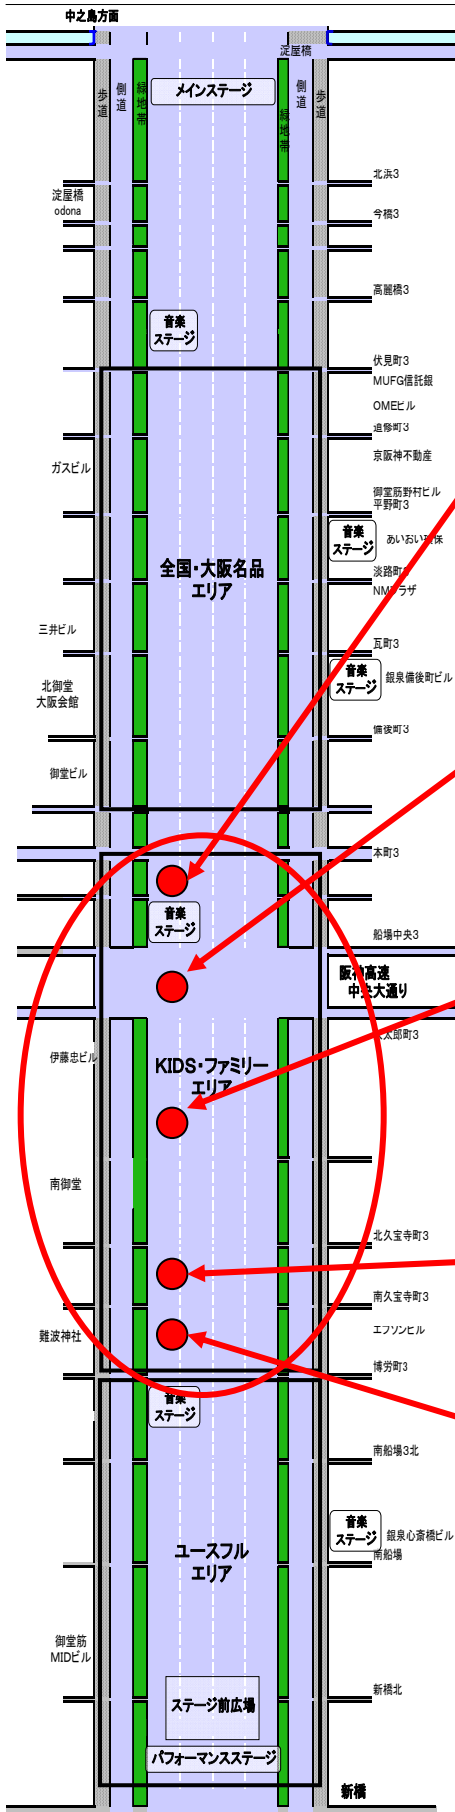 中之島方面
淀屋橋
歩道
側道
緑地帯
メインステージ
緑地帯
側道
歩道
北浜3
淀屋橋
odona
今橋3
高麗橋3
音楽
ステージ
伏見町3
MUFG信託銀
OMEビル
道修町3
ガスビル
京阪神不動産
御堂筋野村ビル
平野町3
音楽
ステージ
あいおい
全国・大阪名品
エリア
淡路町
三井ビル
瓦町3
音楽
ステージ
銀泉備後町ビル
北御堂
大阪会館
備後町3
御堂ビル
本町3
音楽
ステージ
船場中央3
阪神高速
中央大通り
太郎町3
伊藤忠ビル
KIDS・ファミリー
エリア
南御堂
北久宝寺町3
南久宝寺町3
難波神社
エプソンビル
博労町3
音楽
ステージ
南船場3北
音楽
ステージ
銀泉心斎橋ビル
南船場
ユースフル
エリア
御堂筋
MIDビル
新橋北
ステージ前広場
パフォーマンスステージ
新橋